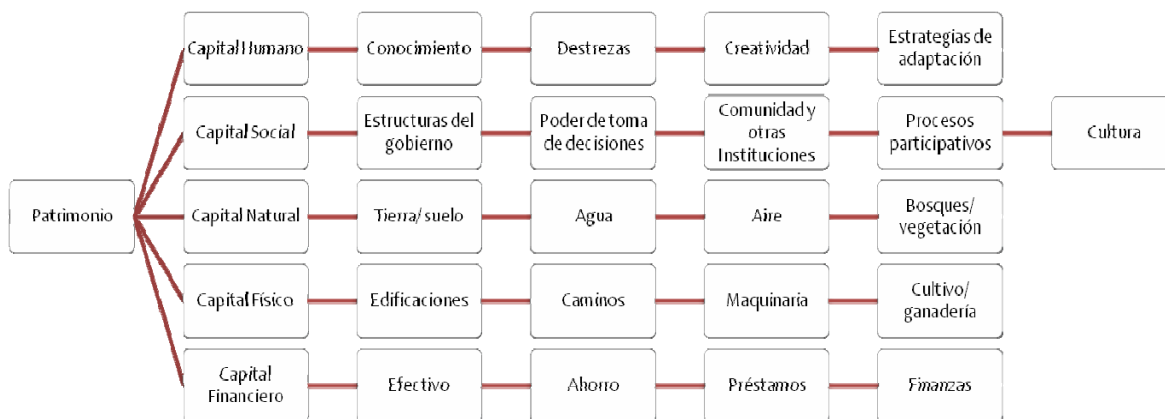 Capital Humano
Conocimiento
Destrezas
Creatividad
Estrategias de
adaptación
Capital Social
Estructuras del
gobierno
Poder de toma
de decisiones
Comunidad y
otras
Instituciones
Procesos
participativos
Cultura
Patrimonio
Capital Natural
Tierra/ suelo
Agua
Aire
Bosques/
vegetación
Capital Físico
Edificaciones
Caminos
Maquinaría
Cultivo/
ganadería
Capital
Financiero
Efectivo
Ahorro
Préstamos
Finanzas